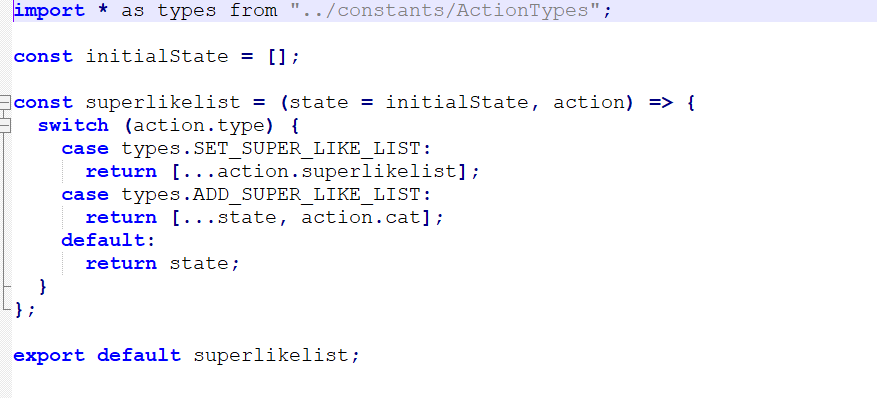 import * as types from "../constants/ActionTypes";
const initialState = [];
const superlikelist = (state = initialState, action) => {
switch (action.type) {
case types.SET_SUPER_LIKE_LIST:
return [...action.superlikelist];
case types.ADD_SUPER_LIKE_LIST:
return [...state, action.cat];
default:
return state;
}
};
export default superlikelist;